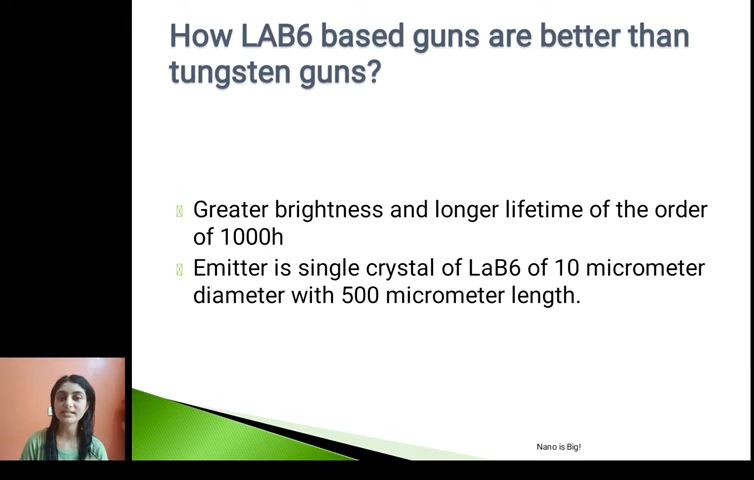 How LAB6 based guns are better than
tungsten guns?
Greater brightness and longer lifetime of the order
of 1000h
Emitter is single crystal of LaB6 of 10 micrometer
diameter with 500 micrometer length.
Nano is Big!